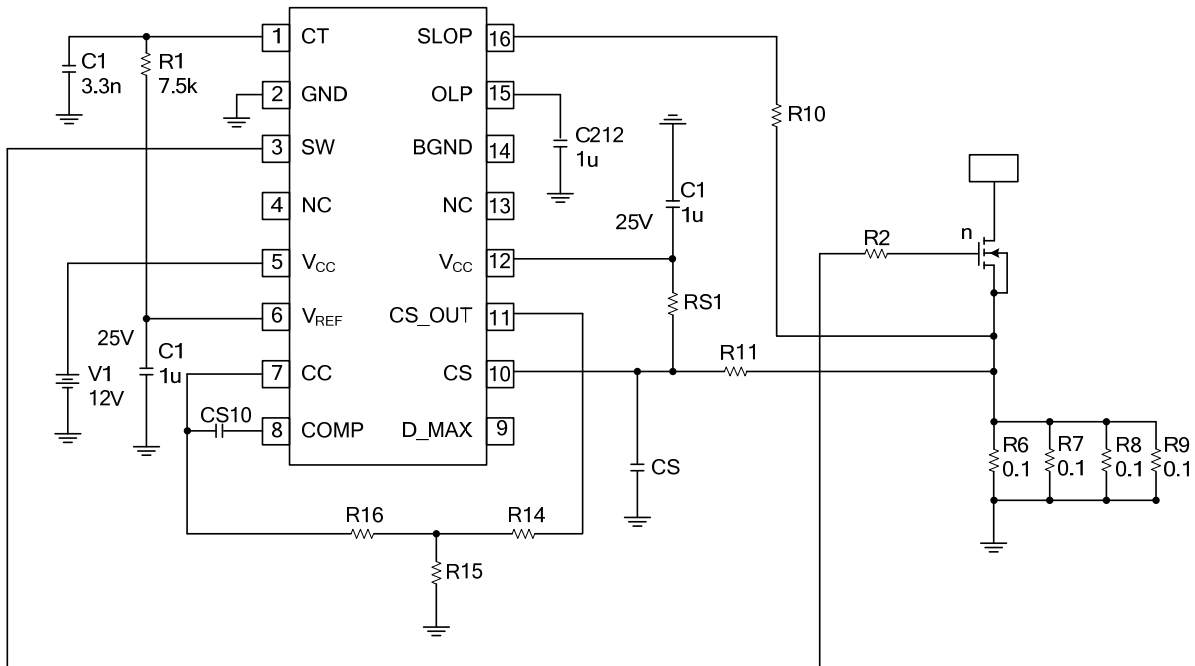 1 CT
SLOP 16
C1
3.3n
R1
7.5k
2 GND
OLP 15
R10
C212
1u
3 SW
BGND 14
4 NC
NC 13
C1
1u
25V
R2
n
5 VCC
VCC 12
RS1
6 VREF
CS_OUT 11
25V
C1
1u
R11
V1
12V
7 CC
CS 10
CS10
8 COMP
D_MAX 9
CS
R6
0.1
R7
0.1
R8
0.1
R9
0.1
R16
R14
R15